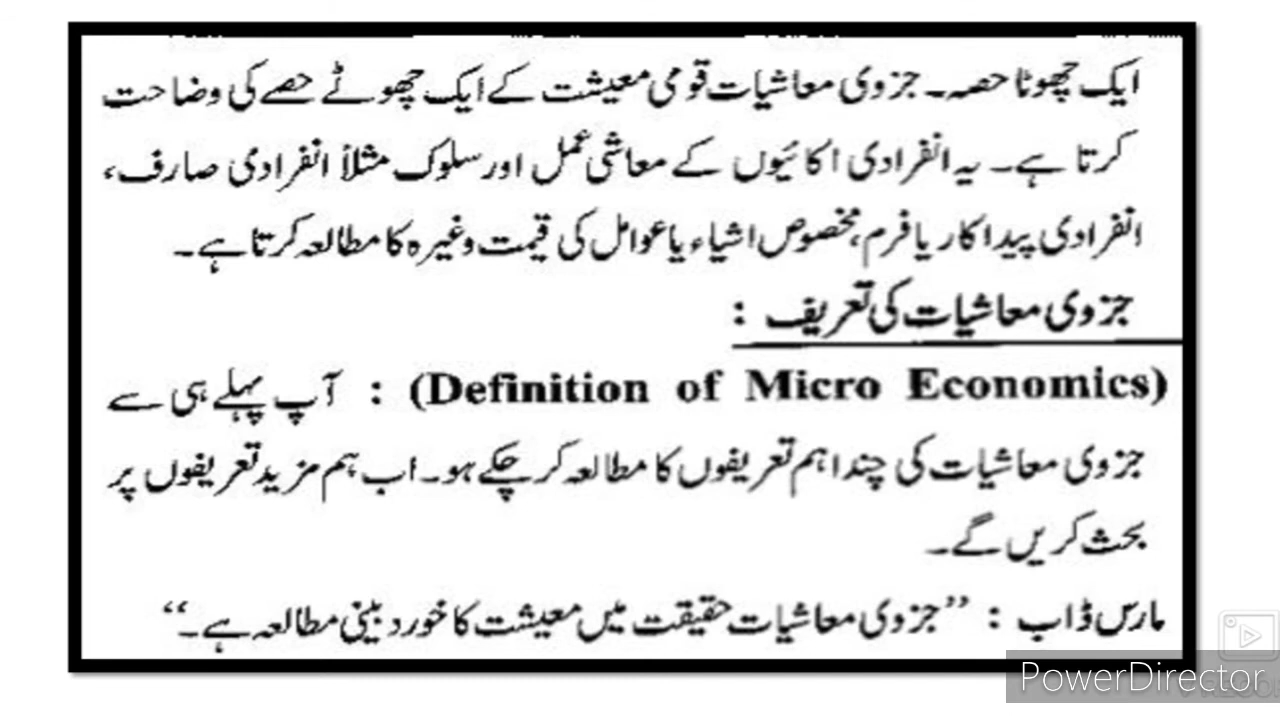 ایک چھوٹا حصہ۔ جزوی معاشیات قومی معیشت کے ایک چھوٹے حصے کی وضاحت
کرتا ہے۔ یہ انفرادی اکائیوں کے معاشی عمل اور سلوک مثلاً انفرادی صارف،
انفرادی پیدا کار یا فرم، مخصوص اشیاء یا عوامل کی قیمت وغیرہ کا مطالعہ کرتا ہے۔
جزوی معاشیات کی تعریف :
(Definition of Micro Economics) : آپ پہلے ہی سے
جزوی معاشیات کی چند اہم تعریفوں کا مطالعہ کر چکے ہو۔ اب ہم مزید تعریفوں پر
بحث کریں گے۔
مارس ڈاب : ”جزوی معاشیات حقیقت میں معیشت کا خورد بینی مطالعہ ہے۔“
PowerDirector